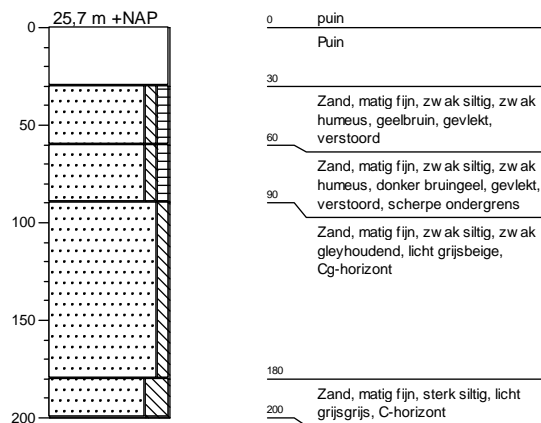 25,7 m +NAP
0
50
100
150
200
0 puin
Puin
30
Zand, matig fijn, zwak siltig, zwak
humeus, geelbruin, gevlekt,
verstoord
60
Zand, matig fijn, zwak siltig, zwak
humeus, donker bruingeel, gevlekt,
verstoord, scherpe ondergrens
90
Zand, matig fijn, zwak siltig, zwak
gleyhoudend, licht grijsbeige,
Cg-horizont
180
Zand, matig fijn, sterk siltig, licht
grijsgrijs, C-horizont
200